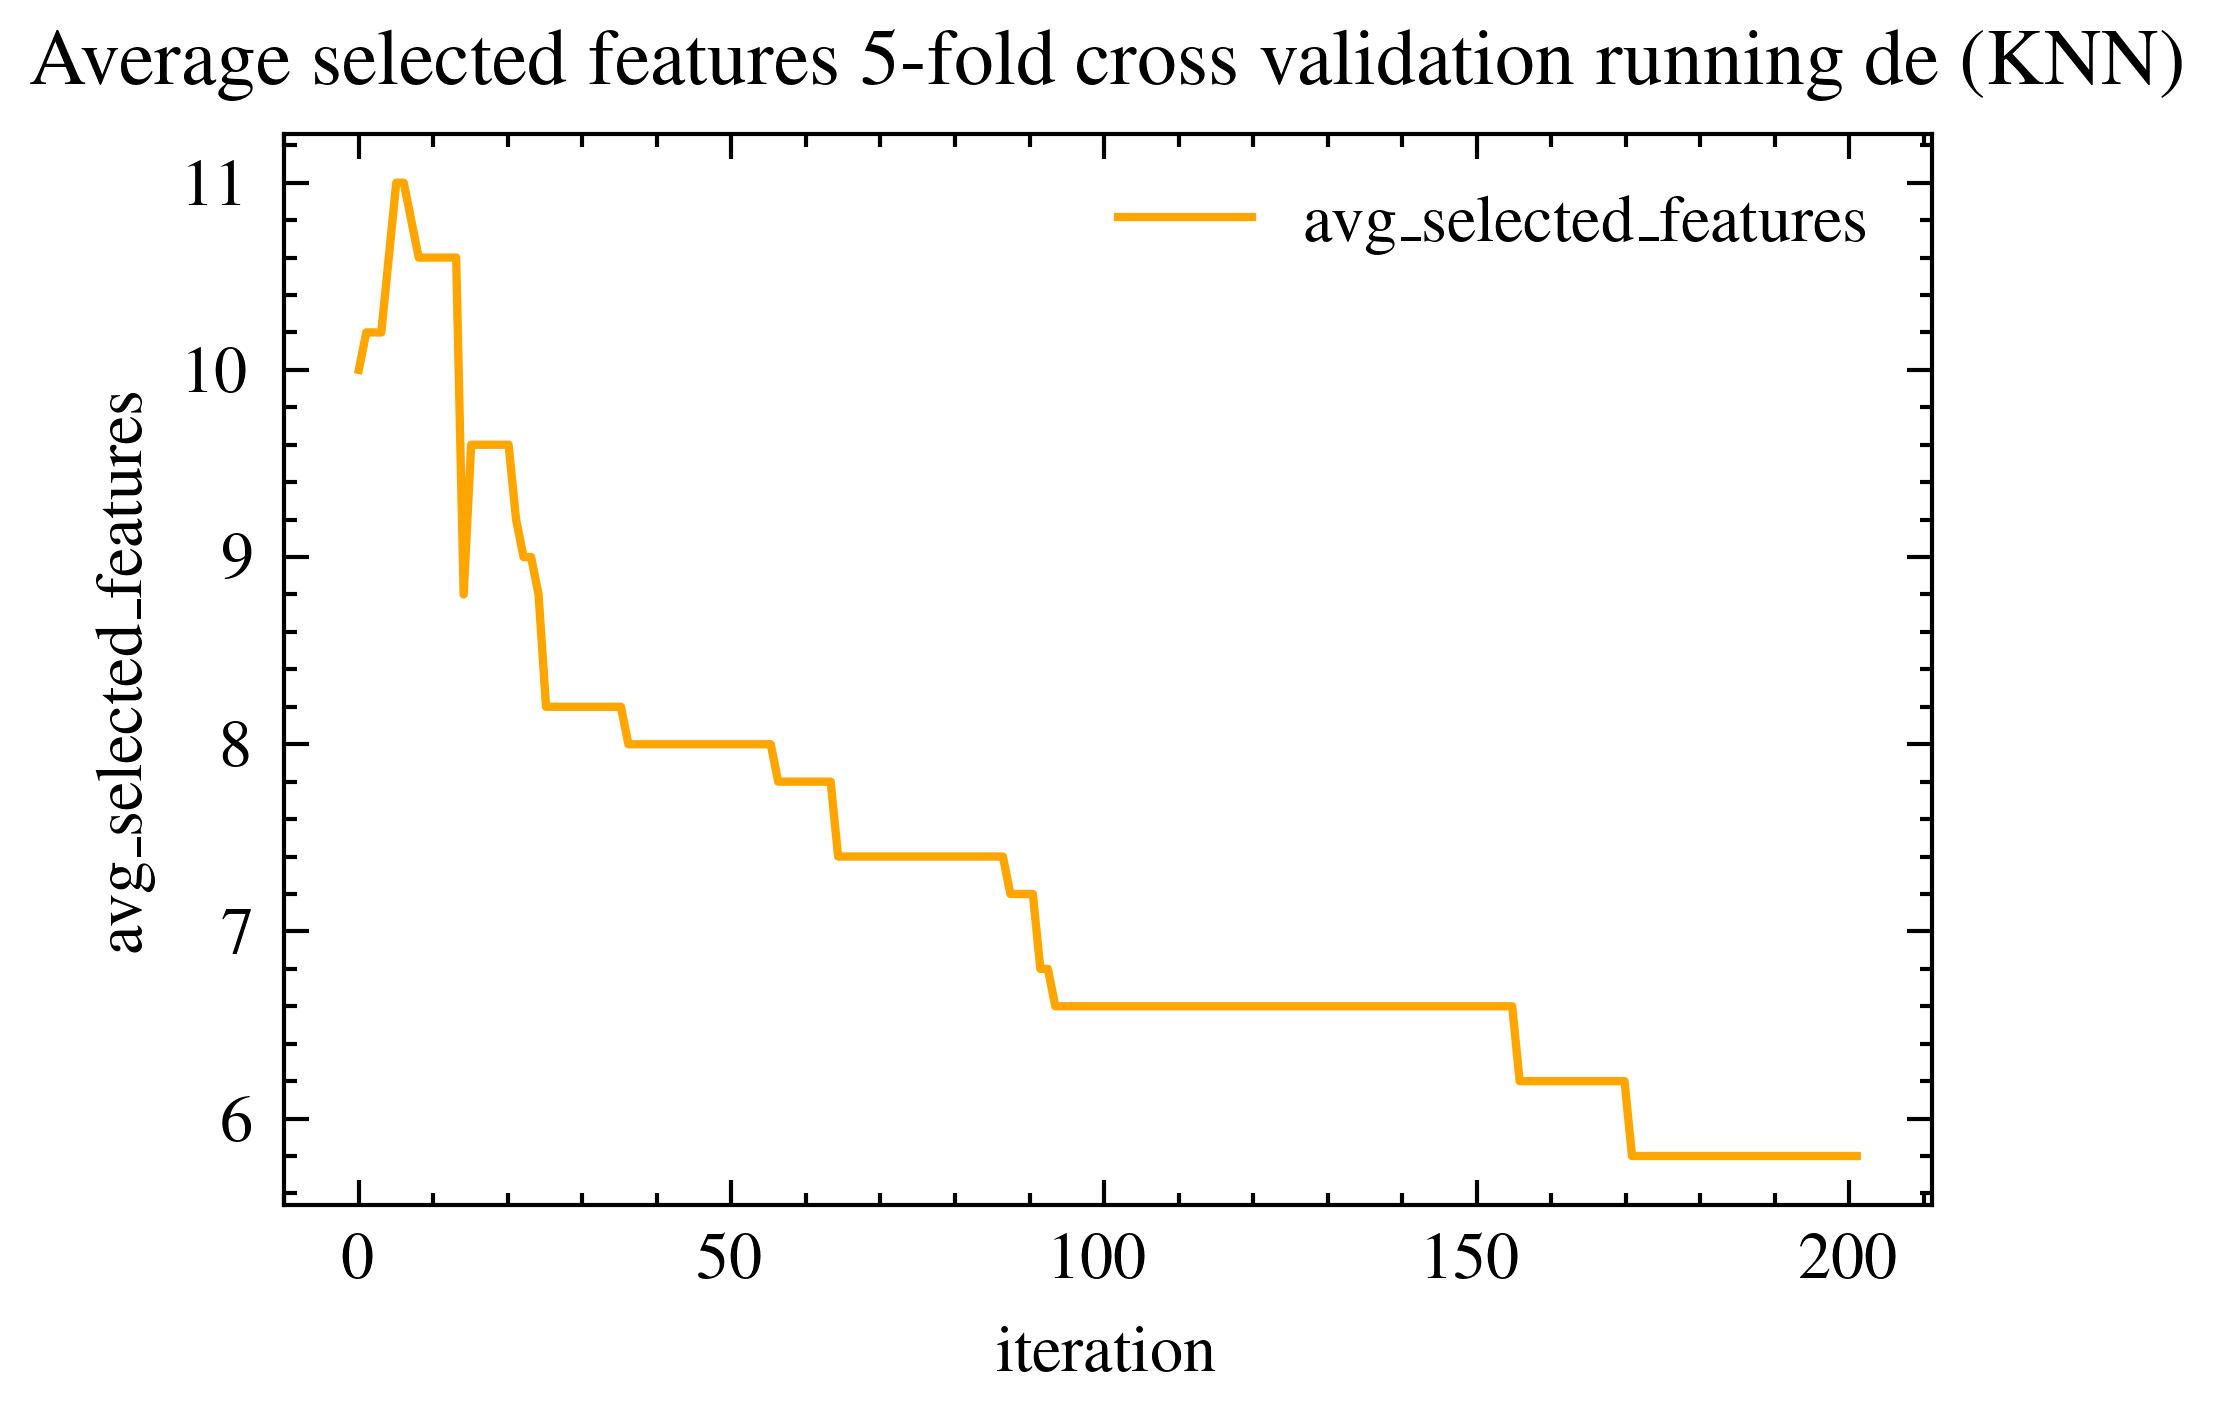 Average selected features 5-fold cross validation running de (KNN)
avg_selected_features
avg_selected_features
11
10
9
8
7
6
0 50 100 150 200
iteration